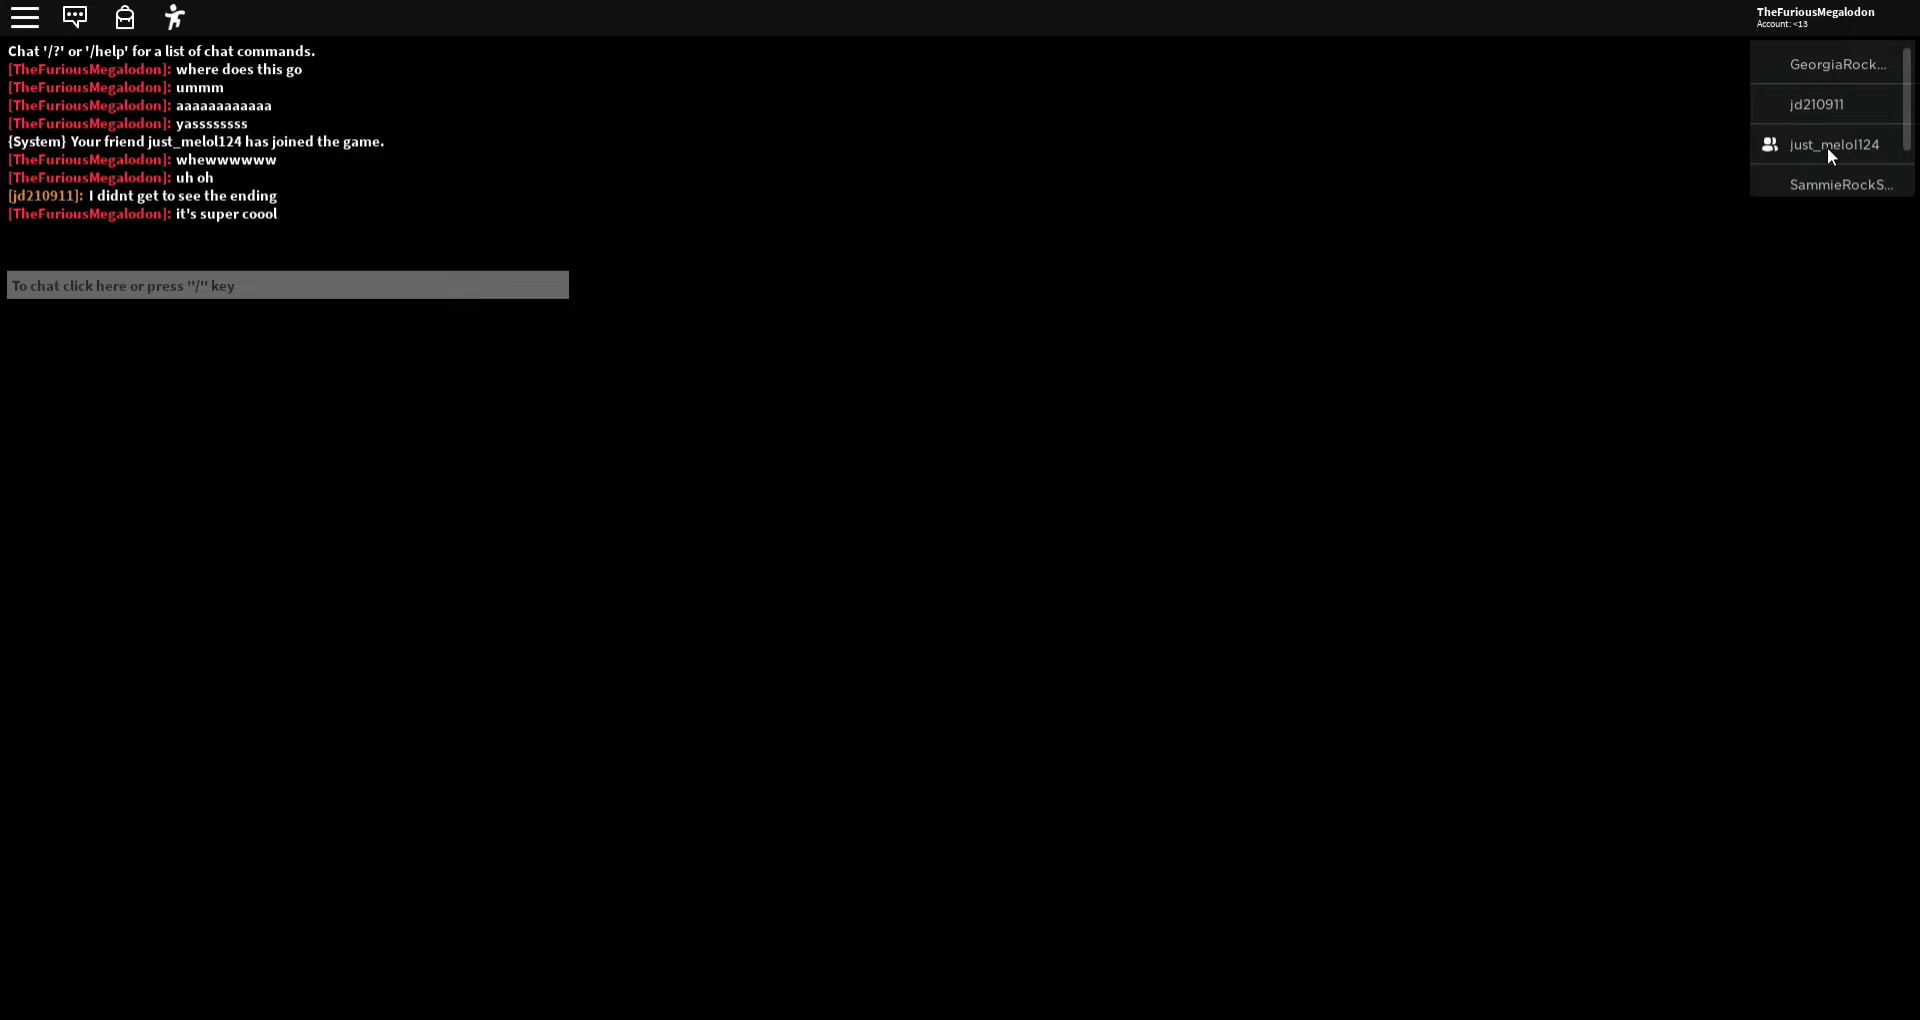 TheFuriousMegalodon
Account: <13
Chat '/?' or '/help' for a list of chat commands.
[TheFuriousMegalodon]: where does this go
[TheFuriousMegalodon]: ummm
[TheFuriousMegalodon]: aaaaaaaaaaaa
[TheFuriousMegalodon]: yassssssss
{System} Your friend just_melol124 has joined the game.
[TheFuriousMegalodon]: whewwwwww
[TheFuriousMegalodon]: uh oh
[jd210911]: I didnt get to see the ending
[TheFuriousMegalodon]: it's super coool
To chat click here or press "/" key
GeorgiaRock...
jd210911
just_melol124
SammieRockS...